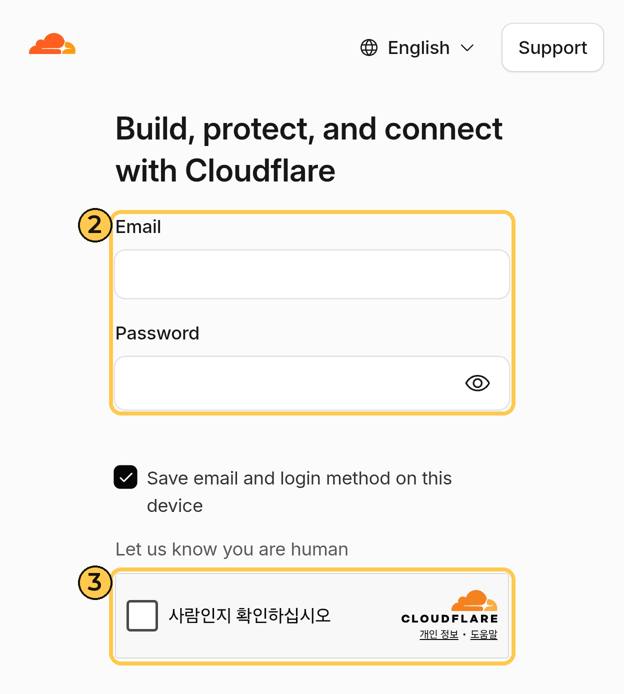 English
Support
Build, protect, and connect
with Cloudflare
2
Email
Password
Save email and login method on this
device
Let us know you are human
3
사람인지 확인하십시오
CLOUDFLARE
개인 정보 • 도움말